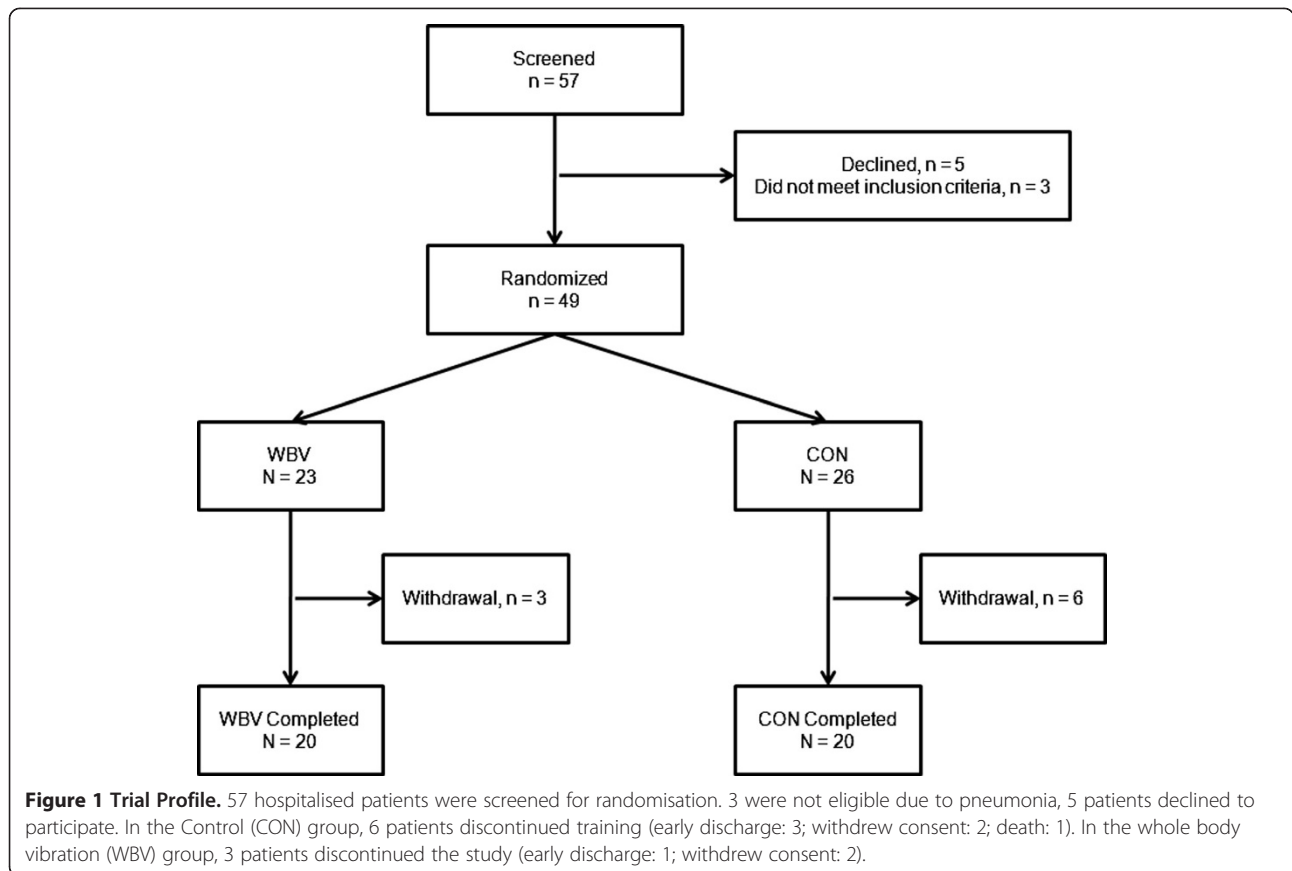 Screened
n = 57
Declined, n = 5
Did not meet inclusion criteria, n = 3
Randomized
n = 49
WBV
N = 23
CON
N = 26
Withdrawal, n = 3
Withdrawal, n = 6
WBV Completed
N = 20
CON Completed
N = 20
Figure 1 Trial Profile. 57 hospitalised patients were screened for randomisation. 3 were not eligible due to pneumonia, 5 patients declined to
participate. In the Control (CON) group, 6 patients discontinued training (early discharge: 3; withdrew consent: 2; death: 1). In the whole body
vibration (WBV) group, 3 patients discontinued the study (early discharge: 1; withdrew consent: 2).